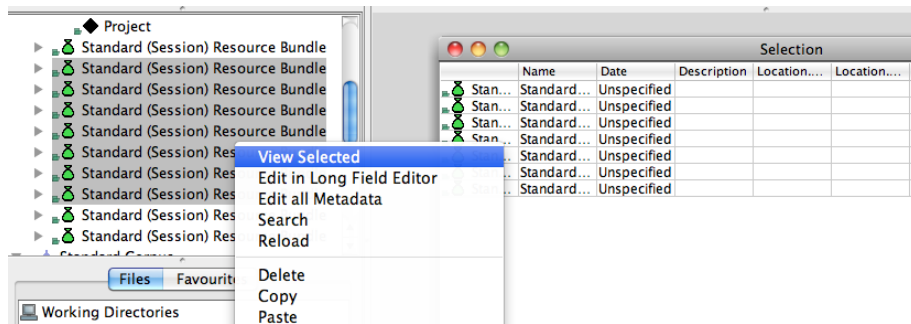 Project
Standard (Session) Resource Bundle
Standard (Session) Resource Bundle
Standard (Session) Resource Bundle
Standard (Session) Resource Bundle
Standard (Session) Resource Bundle
Standard (Session) Res
Standard (Session) Res
Standard (Session) Res
Standard (Session) Res
Standard (Session) Res
Files Favourit
Working Directories
View Selected
Edit in Long Field Editor
Edit all Metadata
Search
Reload
Delete
Copy
Paste
Selection
Name Date Description Location.... Location....
Stan... Standard... Unspecified
Stan... Standard... Unspecified
Stan... Standard... Unspecified
Stan... Standard... Unspecified
Standard... Unspecified
Standard... Unspecified
Standard... Unspecified